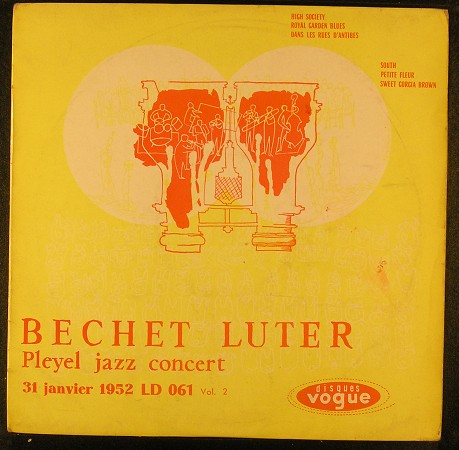 HIGH SOCIETY
ROYAL GARDEN BLUES
DANS LES RUES D'ANTIBES
SOUTH
PETITE FLEUR
SWEET GORGIA BROWN
BECHET LUTER
Pleyel jazz concert
31 janvier 1952 LD 061 Vol. 2
disques
vogue